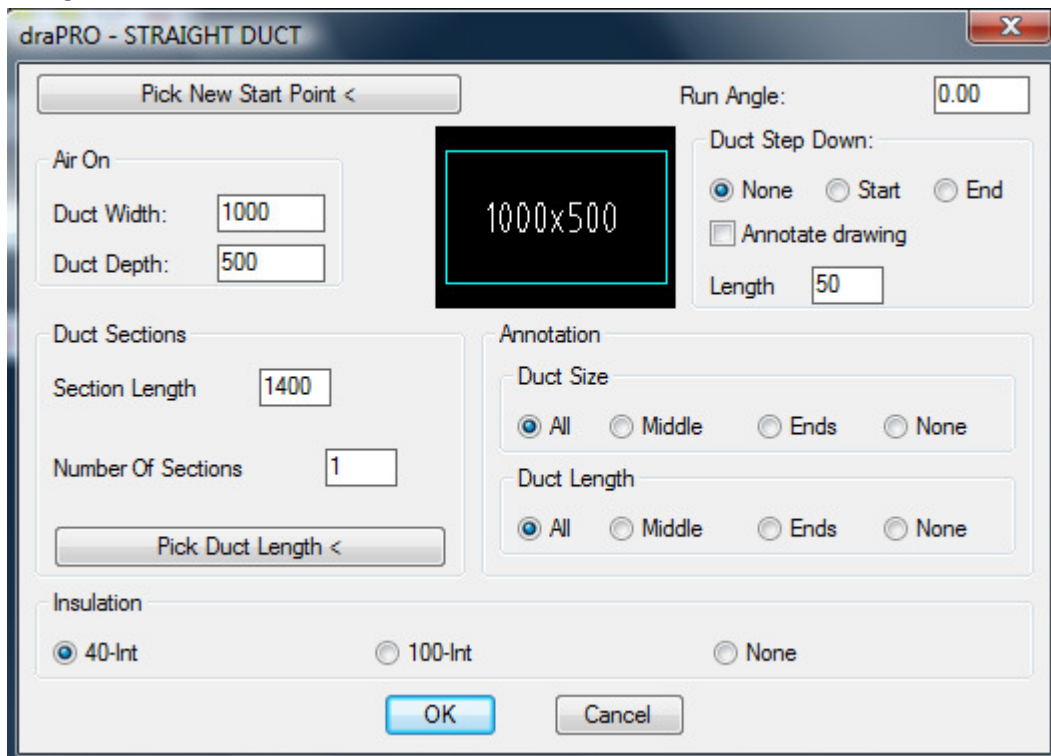 draPRO - STRAIGHT DUCT
Pick New Start Point <
Run Angle: 0.00
Air On
Duct Width: 1000
Duct Depth: 500
1000x500
Duct Step Down:
None Start End
Annotate drawing
Length 50
Duct Sections
Section Length 1400
Number Of Sections 1
Pick Duct Length <
Annotation
Duct Size
All Middle Ends None
Duct Length
All Middle Ends None
Insulation
40-Int 100-Int None
OK Cancel